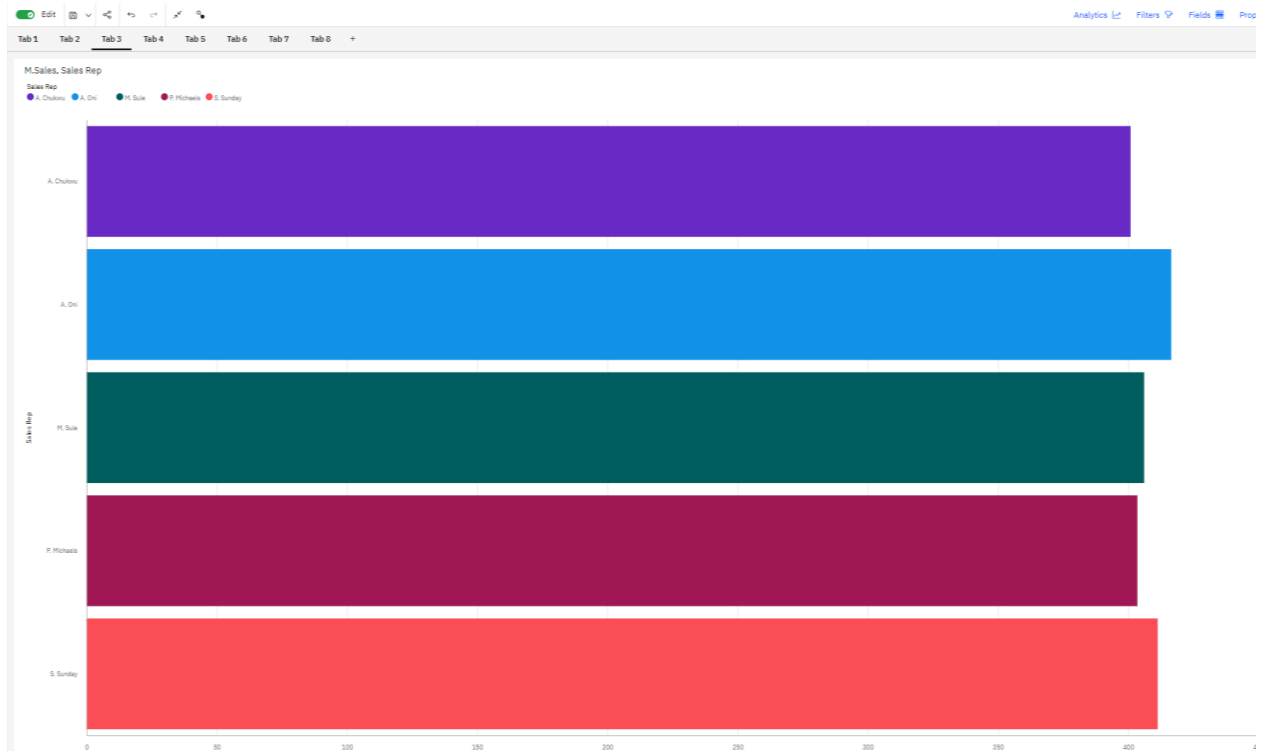 Edit
Analytics Filters Fields Prop
Tab 1 Tab 2 Tab 3 Tab 4 Tab 5 Tab 6 Tab 7 Tab 8 +
M.Sales, Sales Rep
Sales Rep
A. Chukwu A. Oni M. Sule P. Michaels S. Sunday
A. Chukwu
A. Oni
Sales Rep
M. Sule
P. Michaels
S. Sunday
0 50 100 150 200 250 300 350 400 4